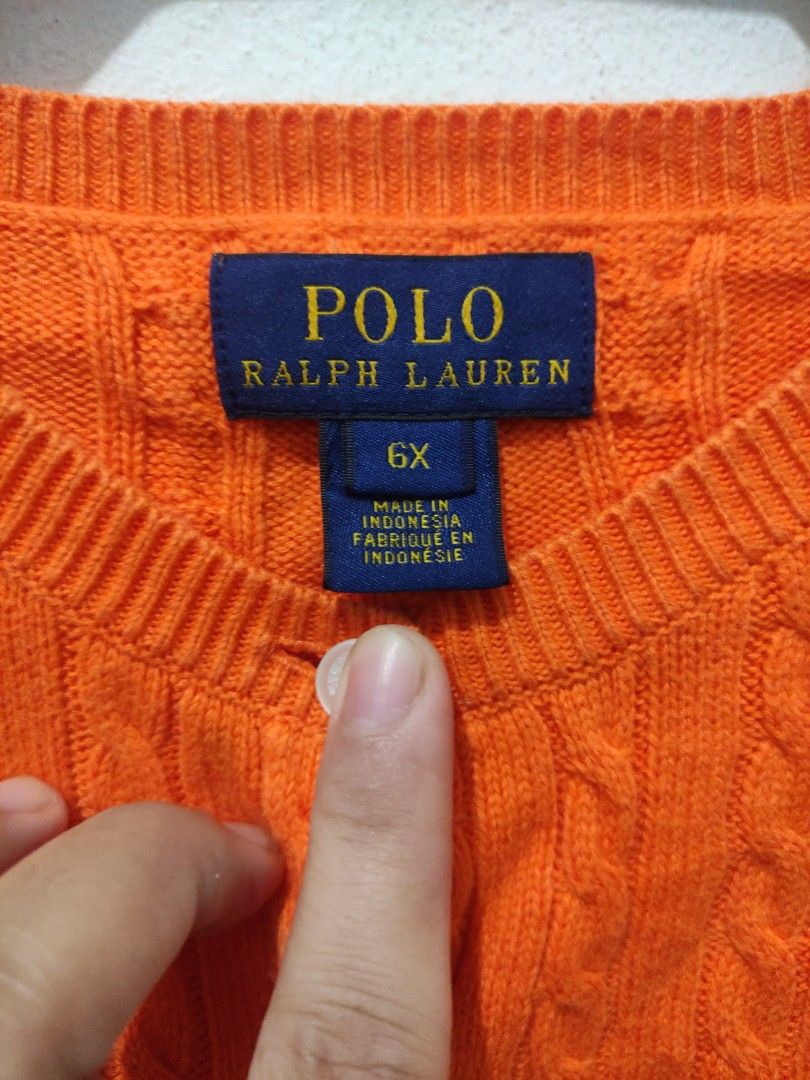 POLO
RALPH LAUREN
6X
MADE IN
INDONESIA
FABRIQUÉ EN
INDONÉSIE